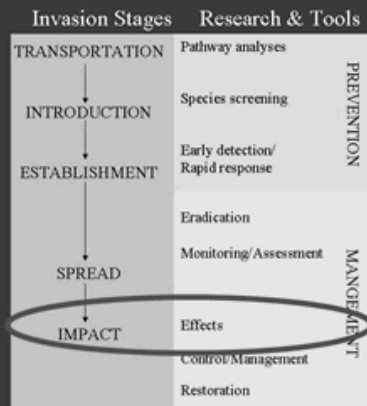 Invasion Stages Research & Tools
TRANSPORTATION Pathway analyses
INTRODUCTION Species screening
ESTABLISHMENT Early detection/
Rapid response
PREVENTION
Eradication
Monitoring/Assessment
SPREAD
IMPACT Effects
Control/Management
Restoration
MANGEMENT